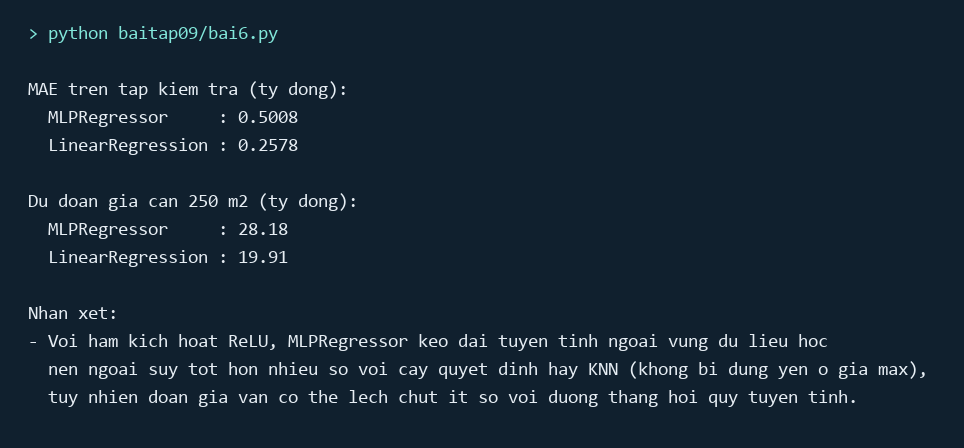 > python baitap09/bai6.py
MAE tren tap kiem tra (ty dong):
MLPRegressor     : 0.5008
LinearRegression : 0.2578
Du doan gia can 250 m2 (ty dong):
MLPRegressor     : 28.18
LinearRegression : 19.91
Nhan xet:
- Voi ham kich hoat ReLU, MLPRegressor keo dai tuyen tinh ngoai vung du lieu hoc
nen ngoai suy tot hon nhieu so voi cay quyet dinh hay KNN (khong bi dung yen o gia max),
tuy nhien doan gia van co the lech chut it so voi duong thang hoi quy tuyen tinh.